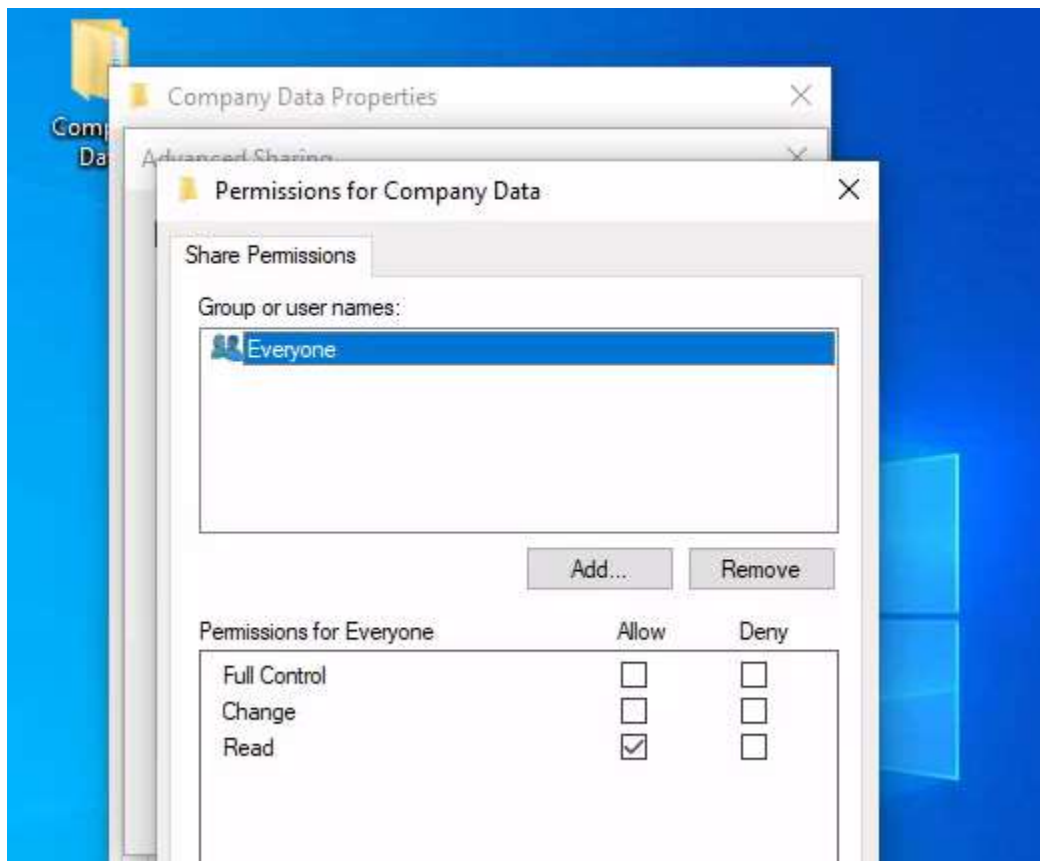 Company Data Properties
Advanced Sharing
Permissions for Company Data
Share Permissions
Group or user names:
Everyone
Add...
Remove
Permissions for Everyone Allow Deny
Full Control
Change
Read